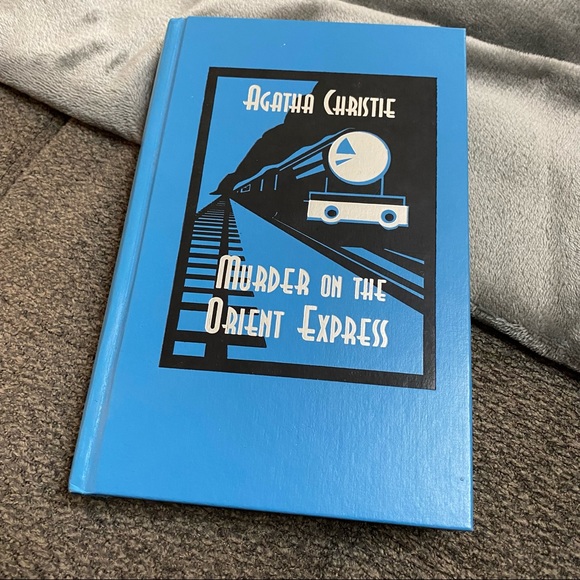 Agatha Christie
Murder on the
Orient Express